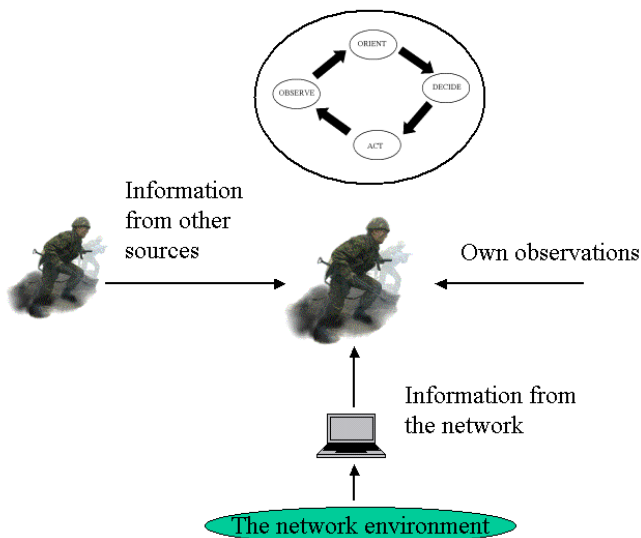 ORIENT
OBSERVE
DECIDE
ACT
Information
from other
sources
Own observations
Information from
the network
The network environment